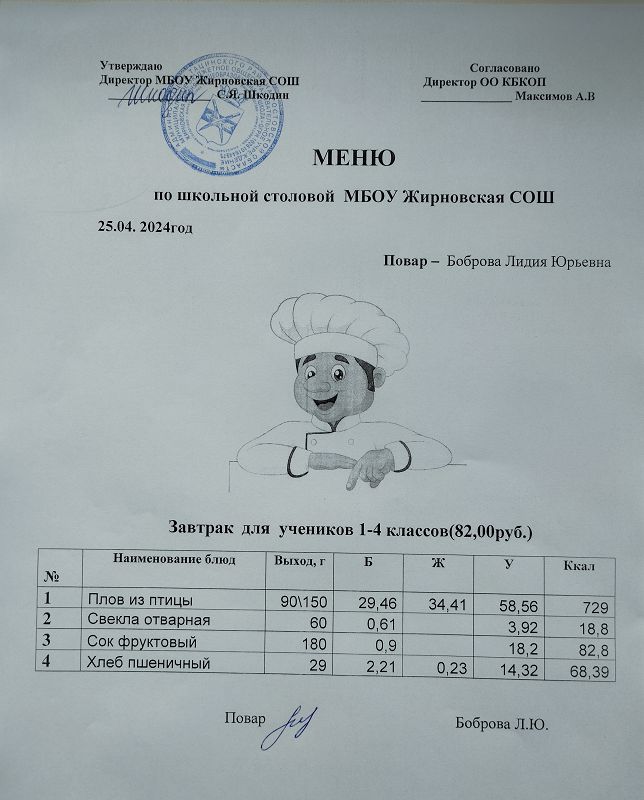 Утверждаю
Согласовано
Директор МБОУ Жирновская СОШ
Директор ОО КБКОП
Шкодин С.Я. Шкодин
Максимов А.В
МЕНЮ
по школьной столовой МБОУ Жирновская СОШ
25.04. 2024год
Повар – Боброва Лидия Юрьевна
Завтрак для учеников 1-4 классов(82,00руб.)
№ Наименование блюд Выход, г Б Ж У Ккал
1 Плов из птицы 90\150 29,46 34,41 58,56 729
2 Свекла отварная 60 0,61 3,92 18,8
3 Сок фруктовый 180 0,9 18,2 82,8
4 Хлеб пшеничный 29 2,21 0,23 14,32 68,39
Повар Боброва Л.Ю.